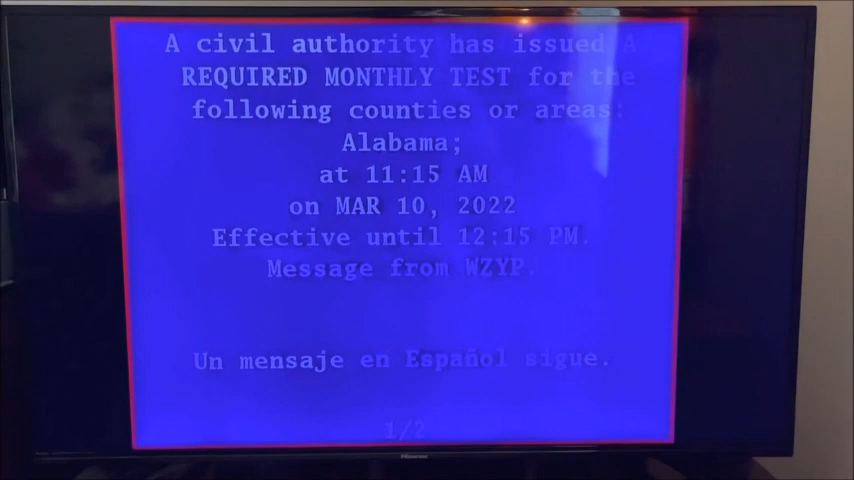 A civil authority has issued A
REQUIRED MONTHLY TEST for the
following counties or areas:
Alabama;
at 11:15 AM
on MAR 10, 2022
Effective until 12:15 PM.
Message from WZYP.
Un mensaje en Español sigue.
1/2
Hisense